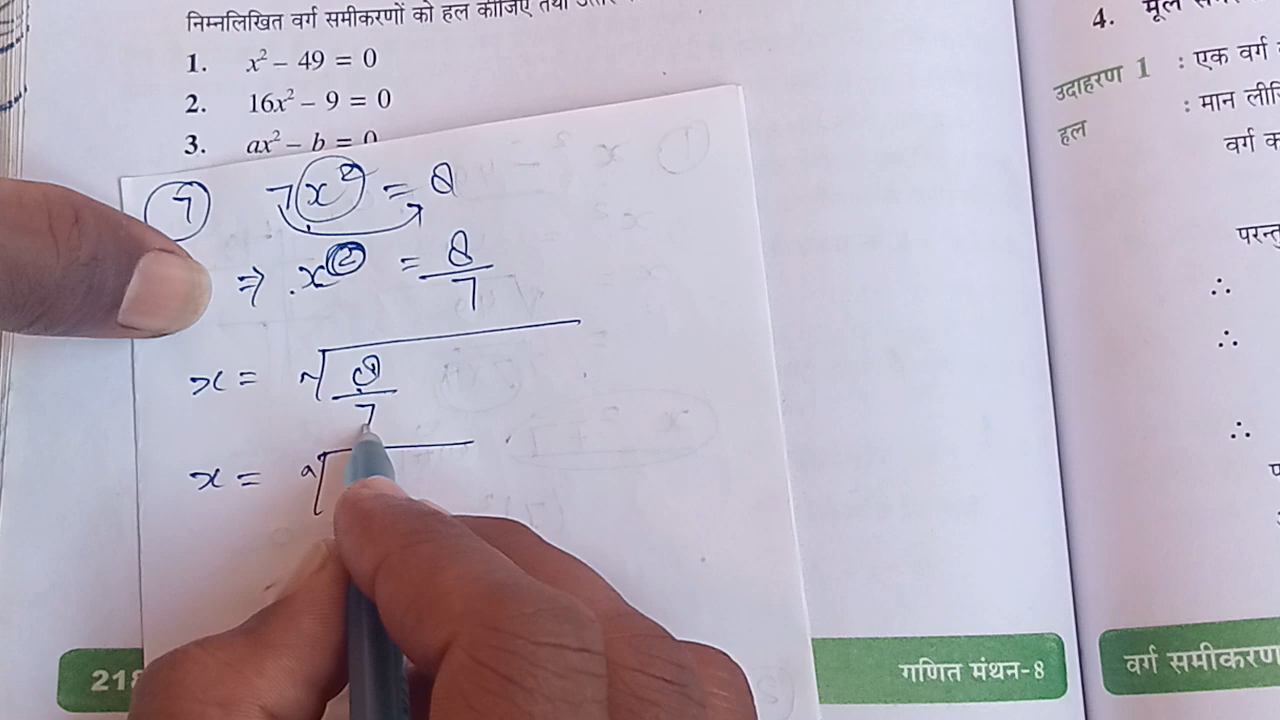 निम्नलिखित वर्ग समीकरणों को हल कीजिए तथा
1. x² – 49 = 0
2. 16x² – 9 = 0
3. ax² – b = 0
7 7x² = 8
⇒ x² = 8/7
x = √8/7
x = √
218
गणित मंथन-8
4. मूल
उदाहरण 1 : एक वर्ग
हल : मान
वर्ग
∴
∴
∴
वर्ग समीकरण